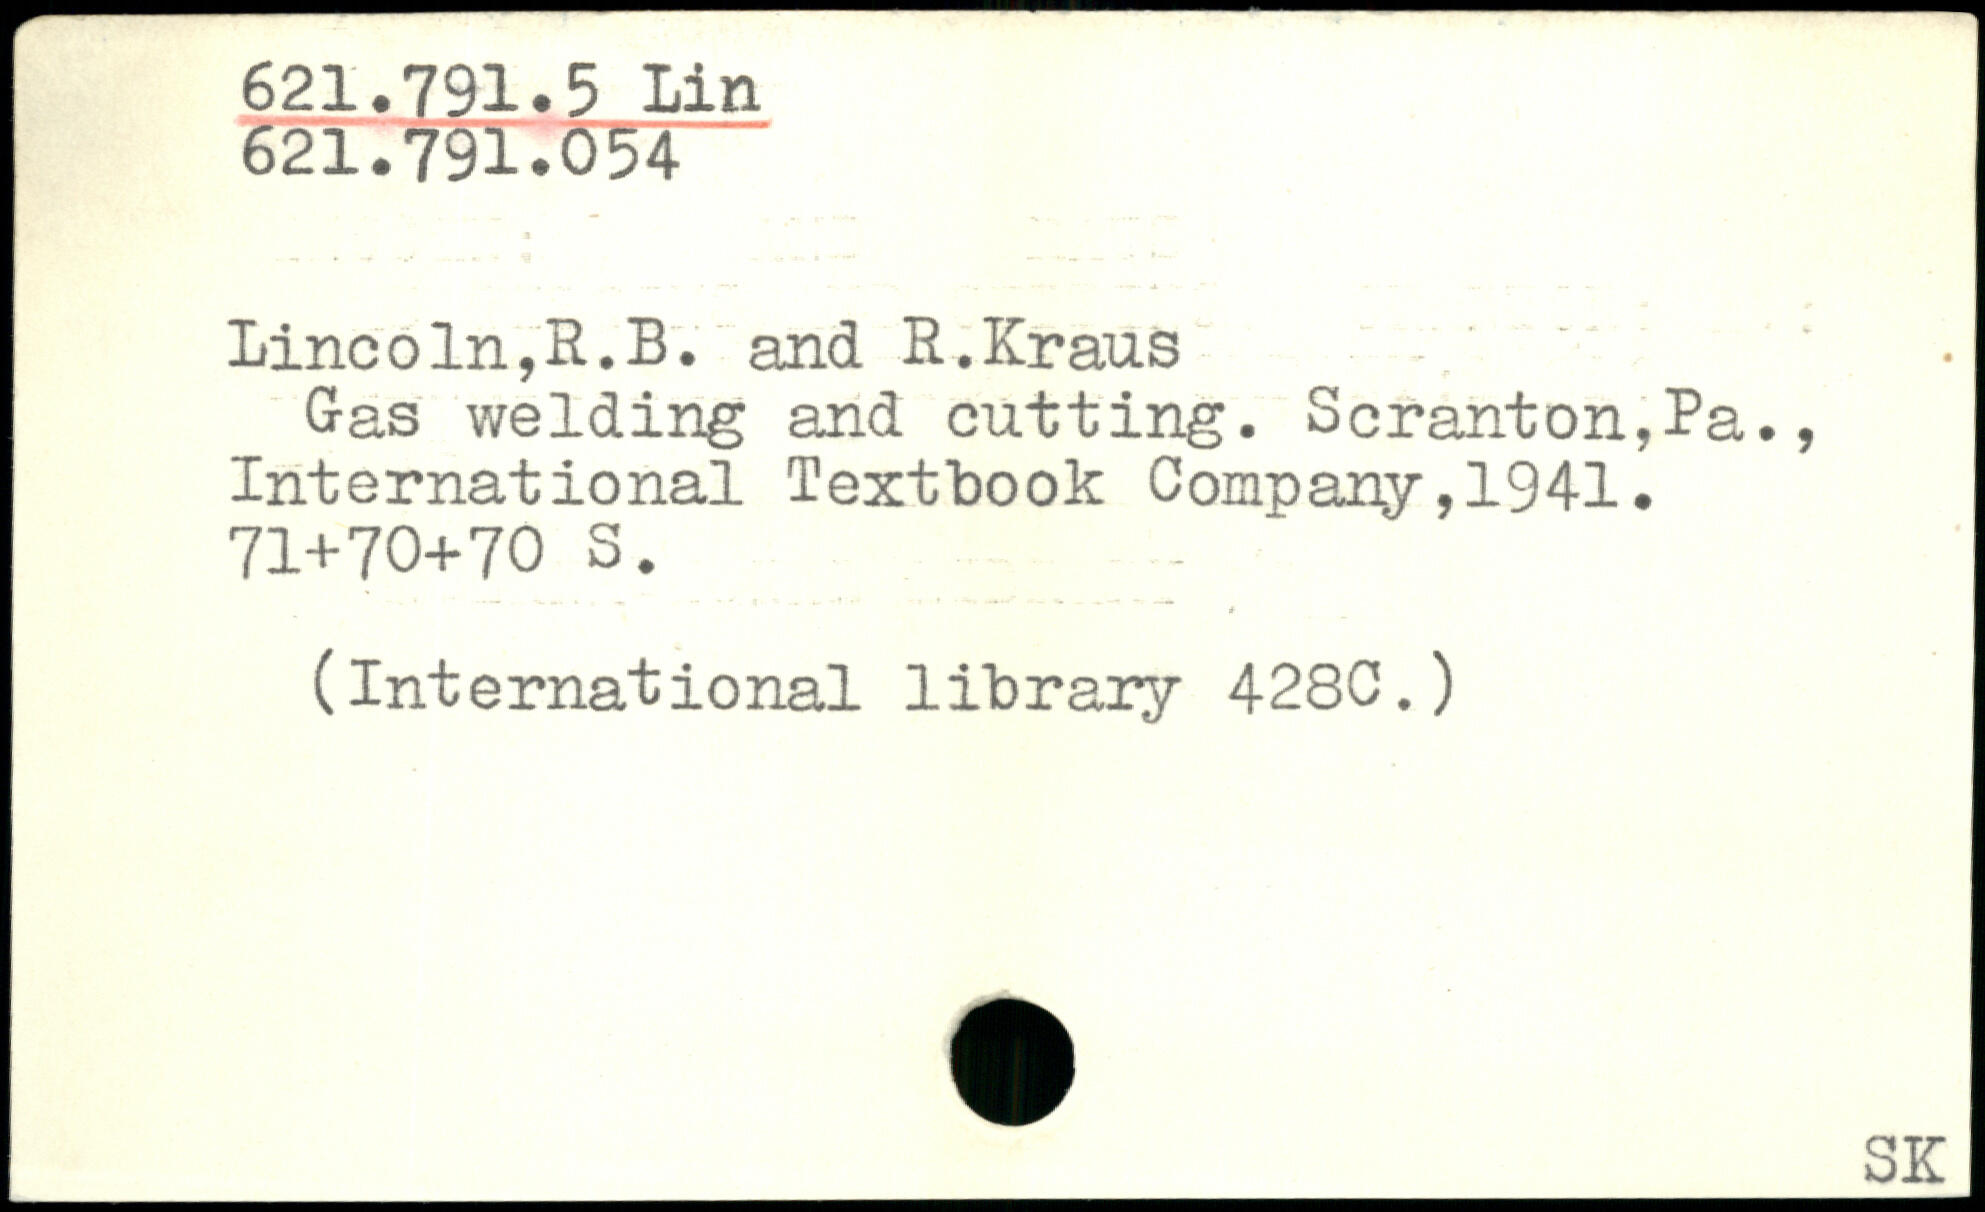 621.791.5 Lin
621.791.054
Lincoln,R.B. and R.Kraus
Gas welding and cutting. Scranton,Pa.,
International Textbook Company,1941.
71+70+70 S.
(International library 428C.)
SK